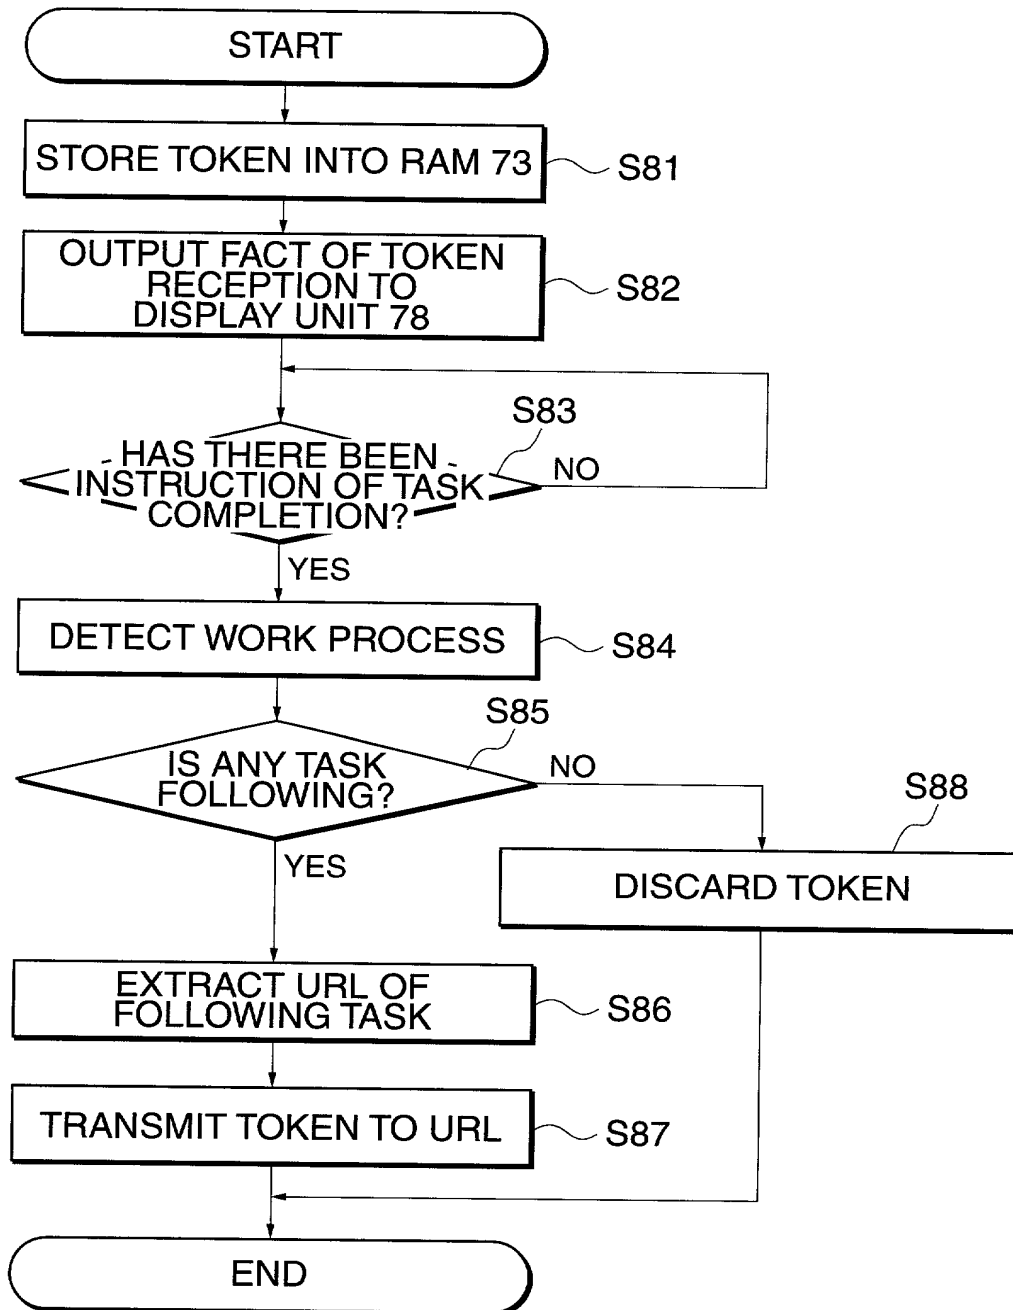 START
STORE TOKEN INTO RAM 73
S81
OUTPUT FACT OF TOKEN
RECEPTION TO
DISPLAY UNIT 78
S82
S83
HAS THERE BEEN
INSTRUCTION OF TASK
COMPLETION?
NO
YES
DETECT WORK PROCESS
S84
S85
IS ANY TASK
FOLLOWING?
NO
YES
S88
DISCARD TOKEN
EXTRACT URL OF
FOLLOWING TASK
S86
TRANSMIT TOKEN TO URL
S87
END